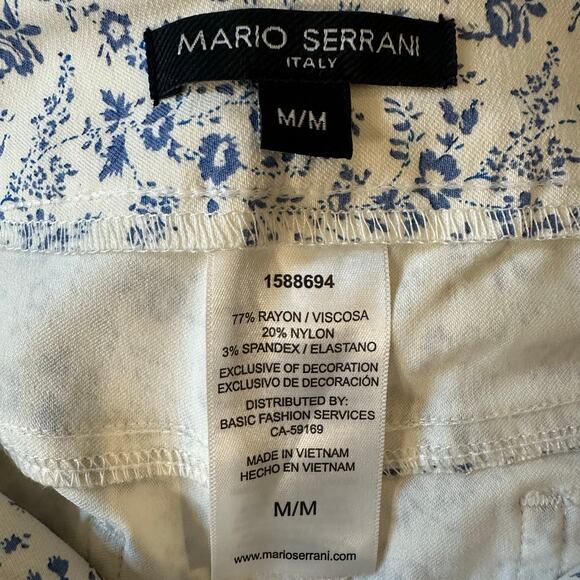 MARIO SERRANI
ITALY
M/M
1588694
77% RAYON / VISCOSA
20% NYLON
3% SPANDEX / ELASTANO
EXCLUSIVE OF DECORATION
EXCLUSIVO DE DECORACIÓN
DISTRIBUTED BY:
BASIC FASHION SERVICES
CA-59169
MADE IN VIETNAM
HECHO EN VIETNAM
M/M
www.marioserrani.com